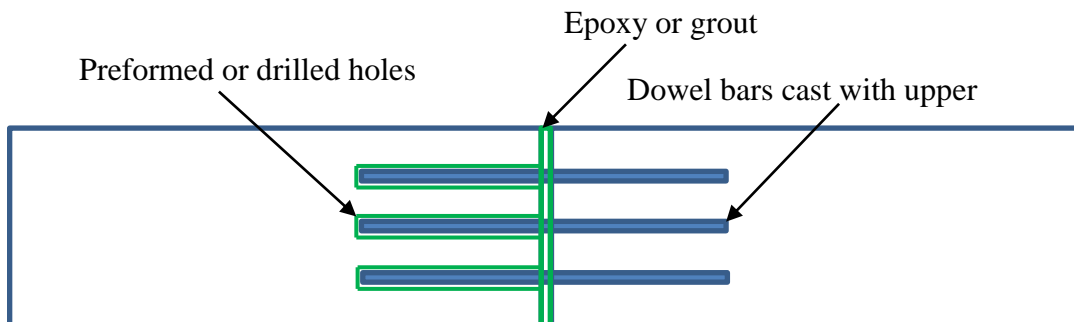 Epoxy or grout
Preformed or drilled holes
Dowel bars cast with upper